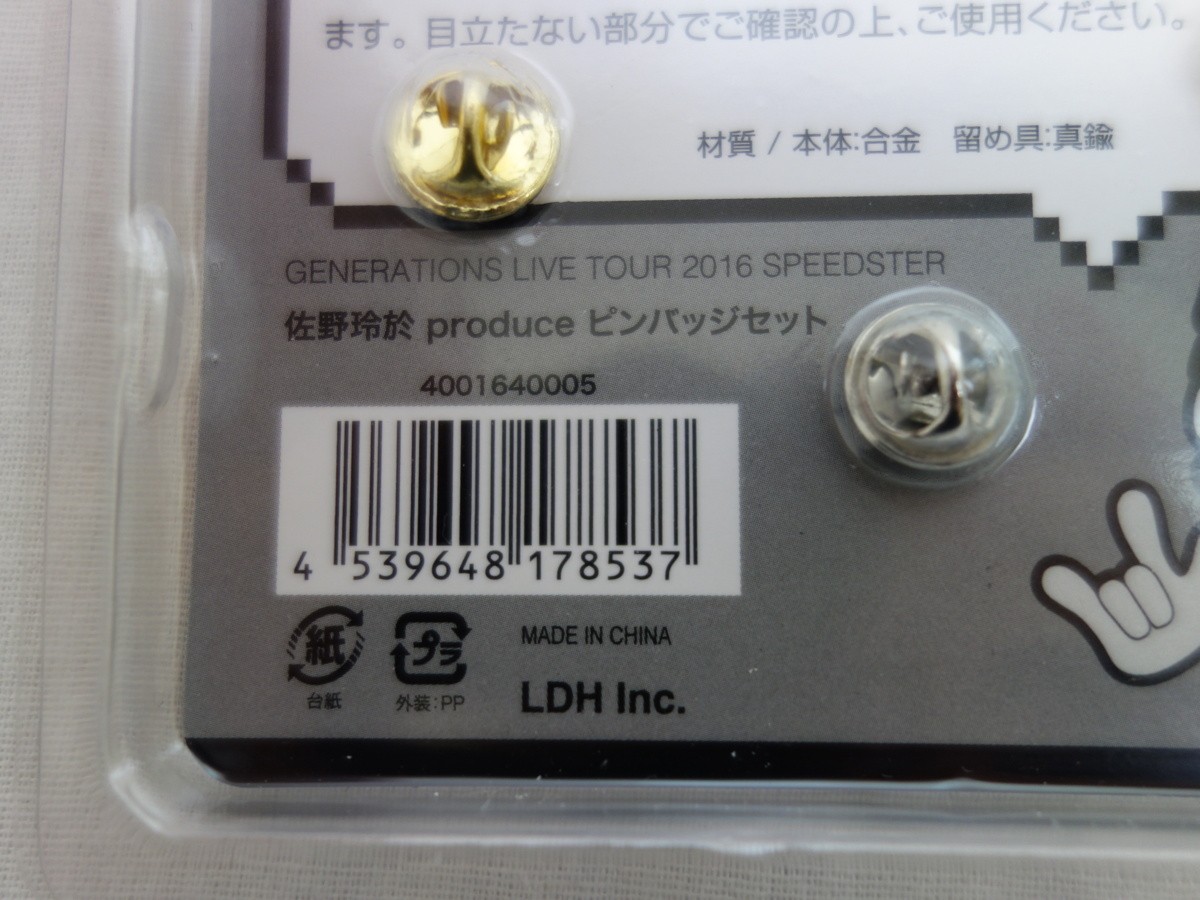 ます。目立たない部分でご確認の上、ご使用ください。
材質 / 本体:合金　留め具:真鍮
GENERATIONS LIVE TOUR 2016 SPEEDSTER
佐野玲於 produce ピンバッジセット
4001640005
4 539648 178537
紙
台紙
プラ
外装:PP
MADE IN CHINA
LDH Inc.